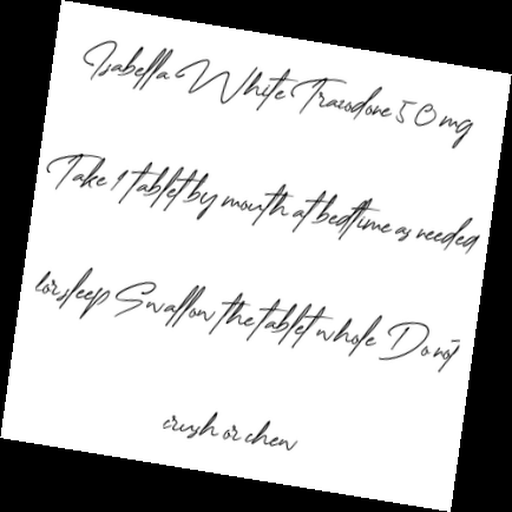 Isabella White Trazodone 50 mg
Take 1 tablet by mouth at bedtime as needed
for sleep Swallow the tablet whole Do not
crush or chew